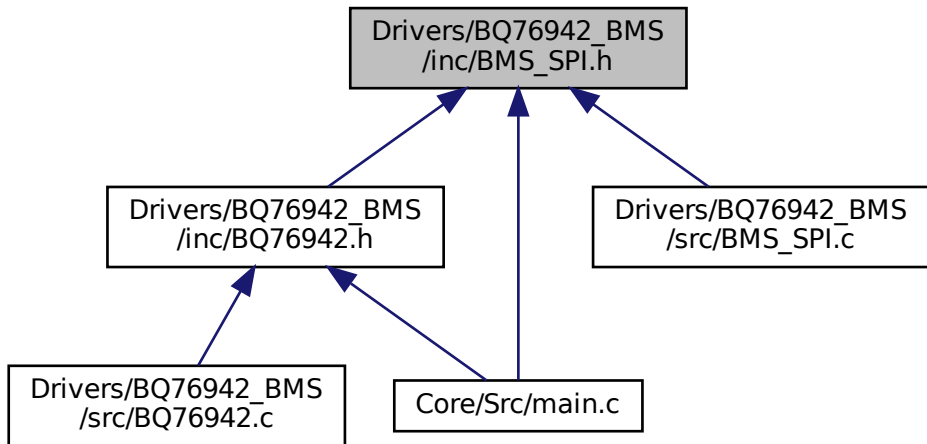 Drivers/BQ76942_BMS
/inc/BMS_SPI.h
Drivers/BQ76942_BMS
/inc/BQ76942.h
Drivers/BQ76942_BMS
/src/BMS_SPI.c
Drivers/BQ76942_BMS
/src/BQ76942.c
Core/Src/main.c